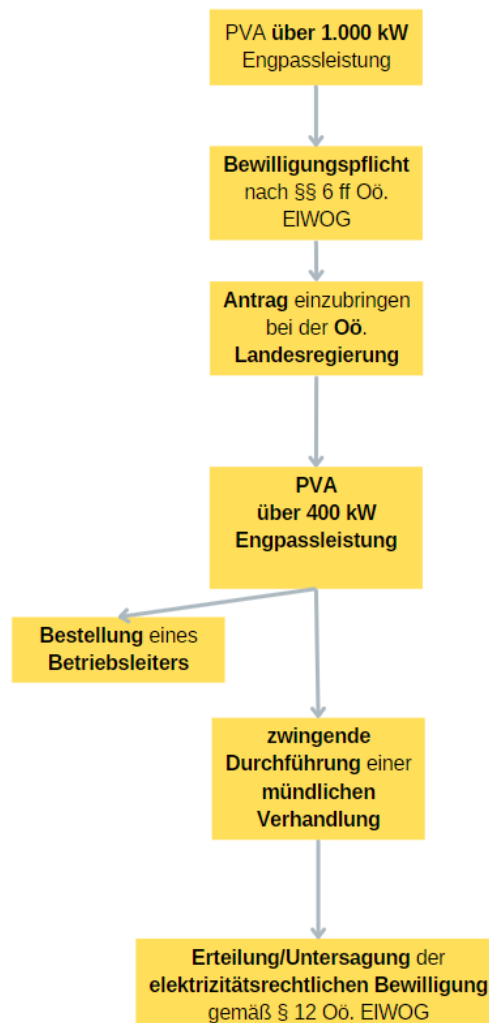 PVA über 1.000 kW
Engpassleistung
Bewilligungspflicht
nach §§ 6 ff Oö.
ElWOG
Antrag einzubringen
bei der Oö.
Landesregierung
PVA
über 400 kW
Engpassleistung
Bestellung eines
Betriebsleiters
zwingende
Durchführung einer
mündlichen
Verhandlung
Erteilung/Untersagung der
elektrizitätsrechtlichen Bewilligung
gemäß § 12 Oö. ElWOG